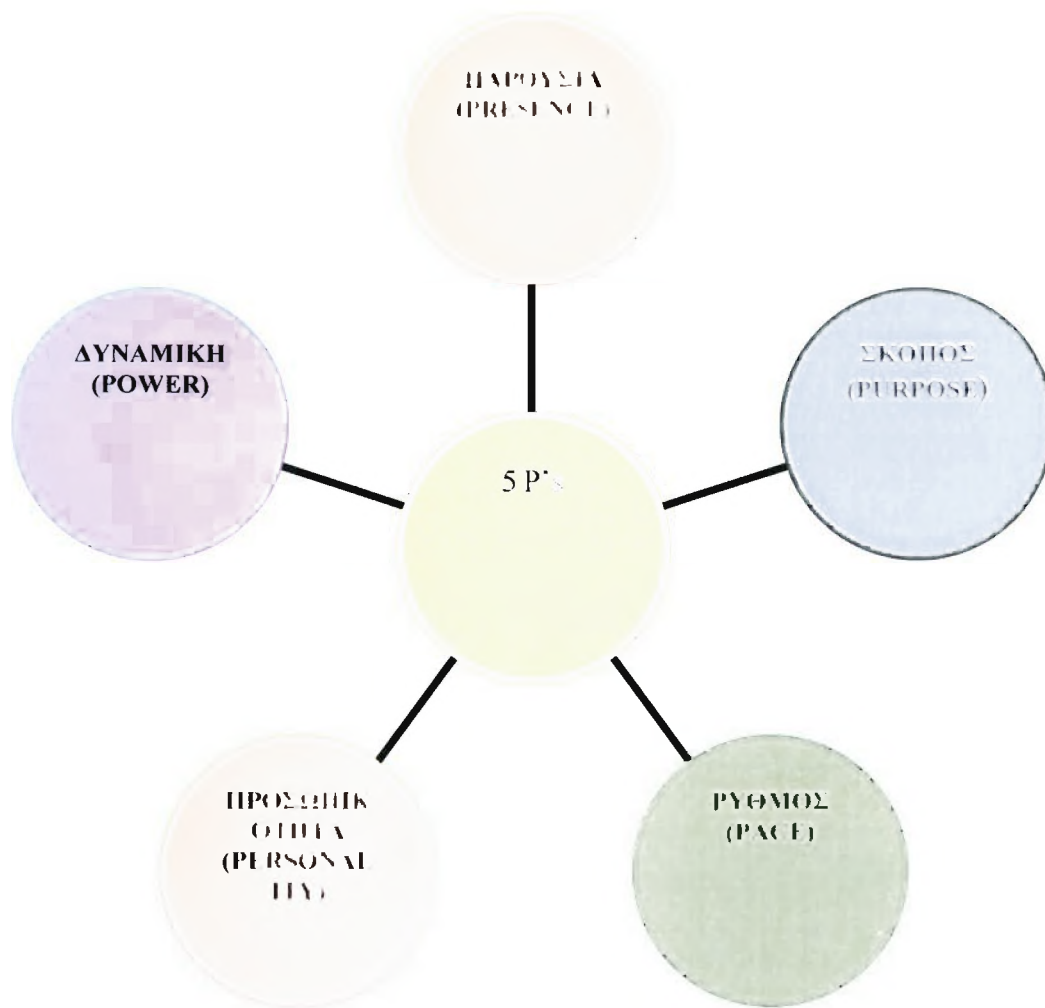 ΠΑΡΟΥΣΙΑ
(PRESENCE)
ΔΥΝΑΜΙΚΗ
(POWER)
ΣΚΟΠΟΣ
(PURPOSE)
5 P's
ΠΡΟΣΩΠΙΚ
ΟΤΗΤΑ
(PERSONAL
ITY)
ΡΥΘΜΟΣ
(PACE)